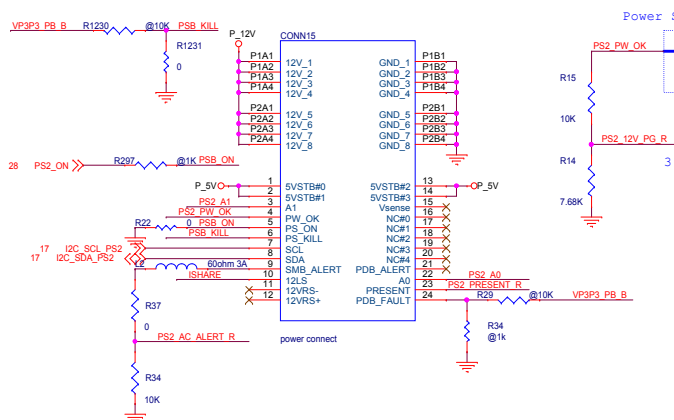 Power S
VP3P3_PB_B
R1230
@10K
PSB_KILL
R1231
0
P_12V
CONN15
P1A1
P1A2
P1A3
P1A4
P2A1
P2A2
P2A3
P2A4
12V_1
12V_2
12V_3
12V_4
12V_5
12V_6
12V_7
12V_8
GND_1
GND_2
GND_3
GND_4
GND_5
GND_6
GND_7
GND_8
P1B1
P1B2
P1B3
P1B4
P2B1
P2B2
P2B3
P2B4
PS2_PW_OK
R15
10K
PS2_12V_PG_R
R14
3
7.68K
28
PS2_ON
R297
@1K
PSB_ON
P_5V
1
2
3
4
5
6
7
8
9
10
11
12
PS2_A1
PS2_PW_OK
R22
0
PSB_ON
PSB_KILL
17
I2C_SCL_PS2
17
I2C_SDA_PS2
L2
60ohm 3A
ISHARE
5VSTB#0
5VSTB#1
A1
PW_OK
PS_ON
PS_KILL
SCL
SDA
SMB_ALERT
12LS
12VRS-
12VRS+
5VSTB#2
5VSTB#3
Vsense
NC#0
NC#1
NC#2
NC#3
NC#4
PDB_ALERT
A0
PRESENT
PDB_FAULT
13
14
15
16
17
18
19
20
21
22
23
24
P_5V
PS2_A0
PS2_PRESENT_R
R29
@10K
VP3P3_PB_B
R34
@1k
R37
0
PS2_AC_ALERT_R
R34
10K
power connect